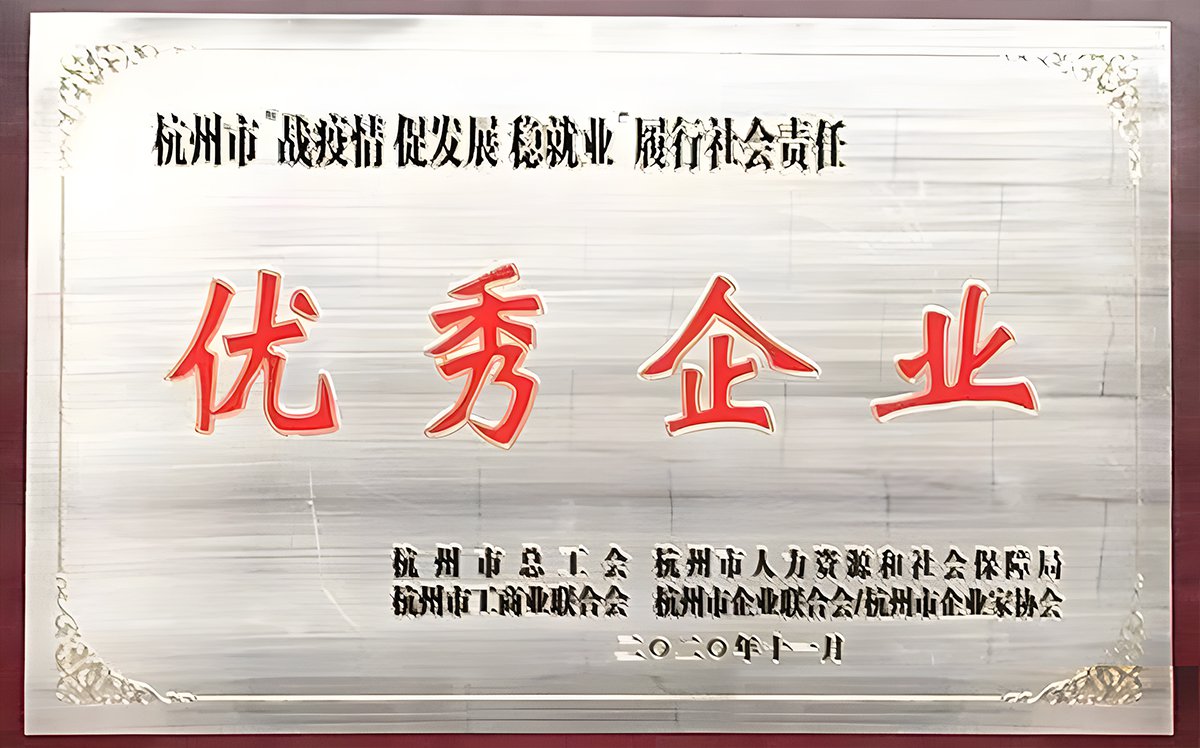 杭州市“战疫情 促发展 稳就业”履行社会责任
优秀企业
杭州市总工会 杭州市人力资源和社会保障局
杭州市工商业联合会 杭州市企业联合会/杭州市企业家协会
二〇二〇年十一月